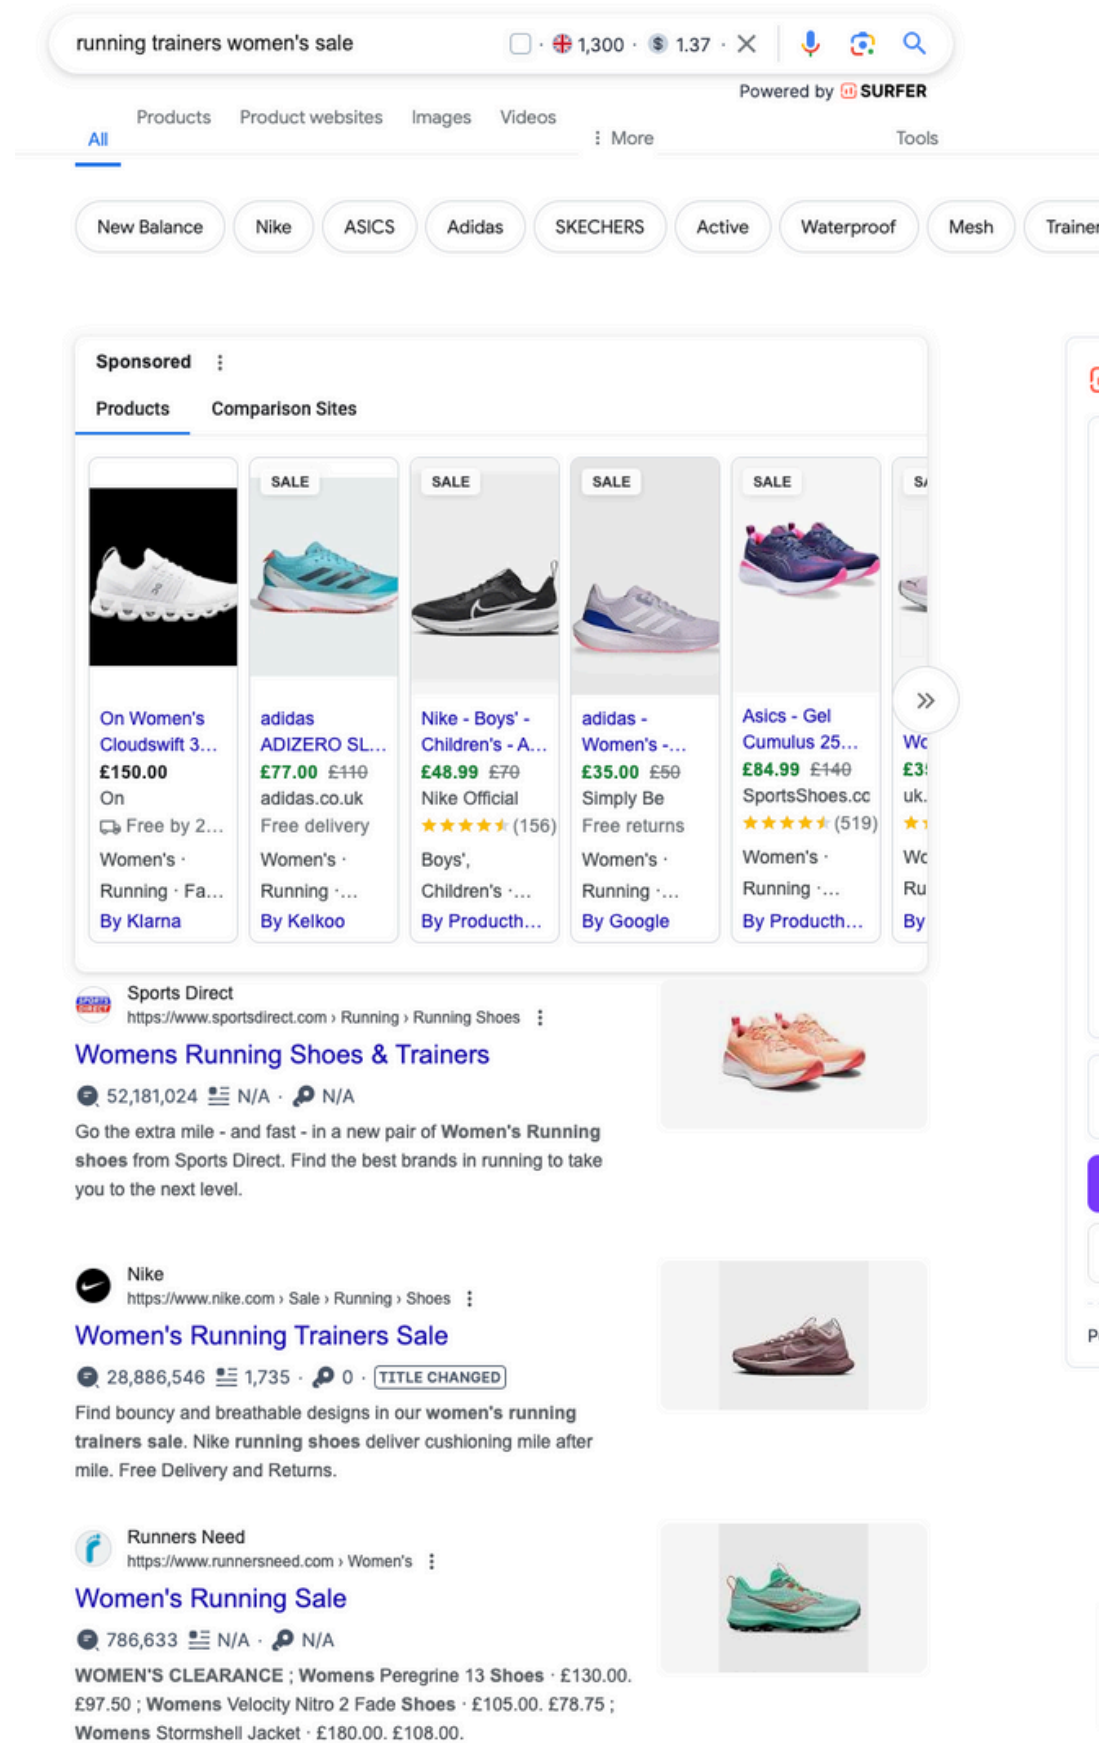 running trainers women's sale · 1,300 · $ 1.37 ·
Powered by SURFER
All Products Product websites Images Videos More Tools
New Balance Nike ASICS Adidas SKECHERS Active Waterproof Mesh Trainer
Sponsored
Products Comparison Sites
SALE SALE SALE SALE SA
On Women's
Cloudswift 3...
£150.00
On
Free by 2...
Women's ·
Running · Fa...
By Klarna
adidas
ADIZERO SL...
£77.00 £110
adidas.co.uk
Free delivery
Women's ·
Running ·...
By Kelkoo
Nike - Boys' -
Children's - A...
£48.99 £70
Nike Official
(156)
Boys',
Children's ·...
By Producth...
adidas -
Women's -...
£35.00 £50
Simply Be
Free returns
Women's ·
Running ·...
By Google
Asics - Gel
Cumulus 25...
£84.99 £140
SportsShoes.cc
(519)
Women's ·
Running ·...
By Producth...
Wo
£3
uk.
Wo
Ru
By
SPORTS
DIRECT
Sports Direct
https://www.sportsdirect.com › Running › Running Shoes
Womens Running Shoes & Trainers
52,181,024 N/A · N/A
Go the extra mile - and fast - in a new pair of Women's Running
shoes from Sports Direct. Find the best brands in running to take
you to the next level.
Nike
https://www.nike.com › Sale › Running › Shoes
Women's Running Trainers Sale
28,886,546 1,735 · 0 · TITLE CHANGED
Find bouncy and breathable designs in our women's running
trainers sale. Nike running shoes deliver cushioning mile after
mile. Free Delivery and Returns.
Runners Need
https://www.runnersneed.com › Women's
Women's Running Sale
786,633 N/A · N/A
WOMEN'S CLEARANCE ; Womens Peregrine 13 Shoes · £130.00.
£97.50 ; Womens Velocity Nitro 2 Fade Shoes · £105.00. £78.75 ;
Womens Stormshell Jacket · £180.00. £108.00.